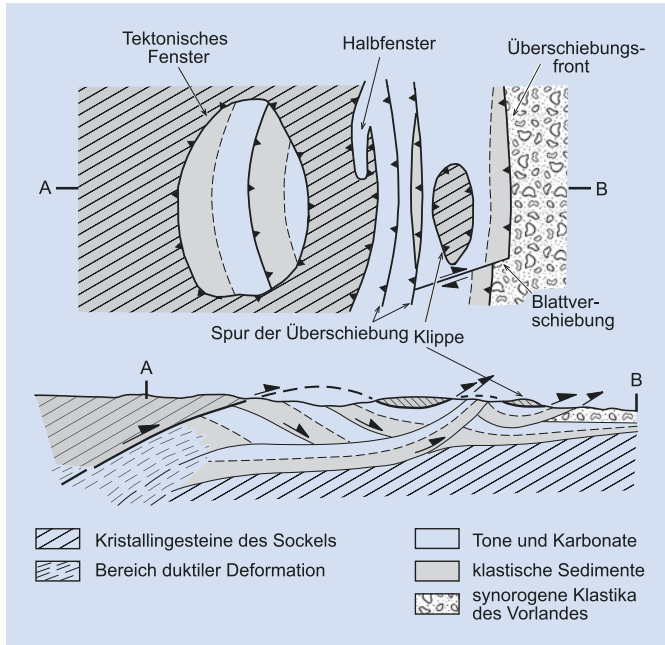 Tektonisches
Fenster
Halbfenster
Überschiebungs-
front
A
B
Blattver-
schiebung
Spur der Überschiebung
Klippe
A
B
Kristallingesteine des Sockels
Bereich duktiler Deformation
Tone und Karbonate
klastische Sedimente
synorogene Klastika
des Vorlandes